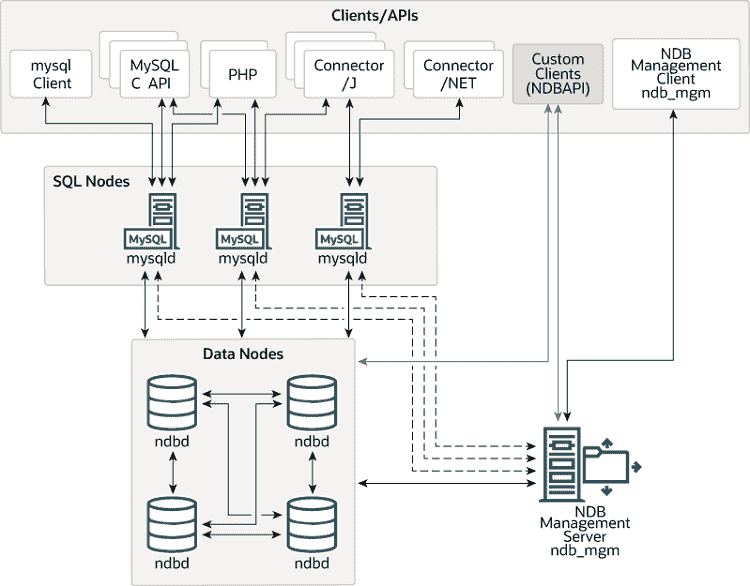 Clients/APIs
mysql
Client
MySQL
C API
PHP
Connector
/J
Connector
/NET
Custom
Clients
(NDBAPI)
NDB
Management
Client
ndb_mgm
SQL Nodes
MySQL
mysqld
MySQL
mysqld
MySQL
mysqld
Data Nodes
ndbd
ndbd
ndbd
ndbd
NDB
Management
Server
ndb_mgm